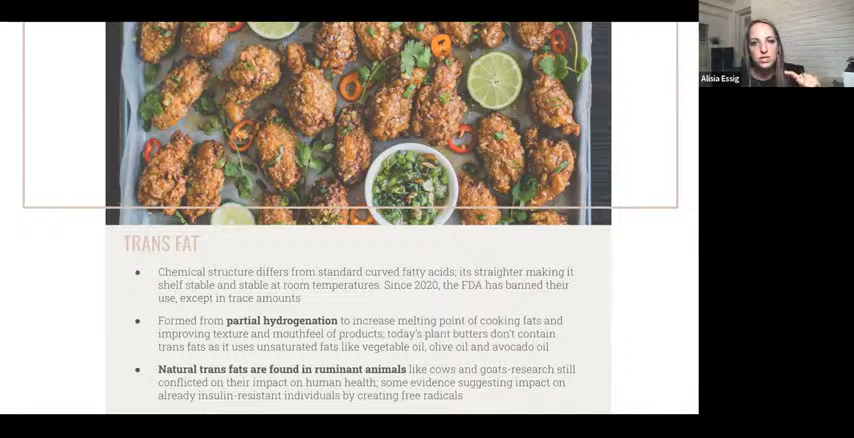 Alisia Essig
TRANS FAT
● Chemical structure differs from standard curved fatty acids; its straighter making it
shelf stable and stable at room temperatures. Since 2020, the FDA has banned their
use, except in trace amounts
● Formed from partial hydrogenation to increase melting point of cooking fats and
improving texture and mouthfeel of products; today's plant butters don't contain
trans fats as it uses unsaturated fats like vegetable oil, olive oil and avocado oil
● Natural trans fats are found in ruminant animals like cows and goats-research still
conflicted on their impact on human health; some evidence suggesting impact on
already insulin-resistant individuals by creating free radicals